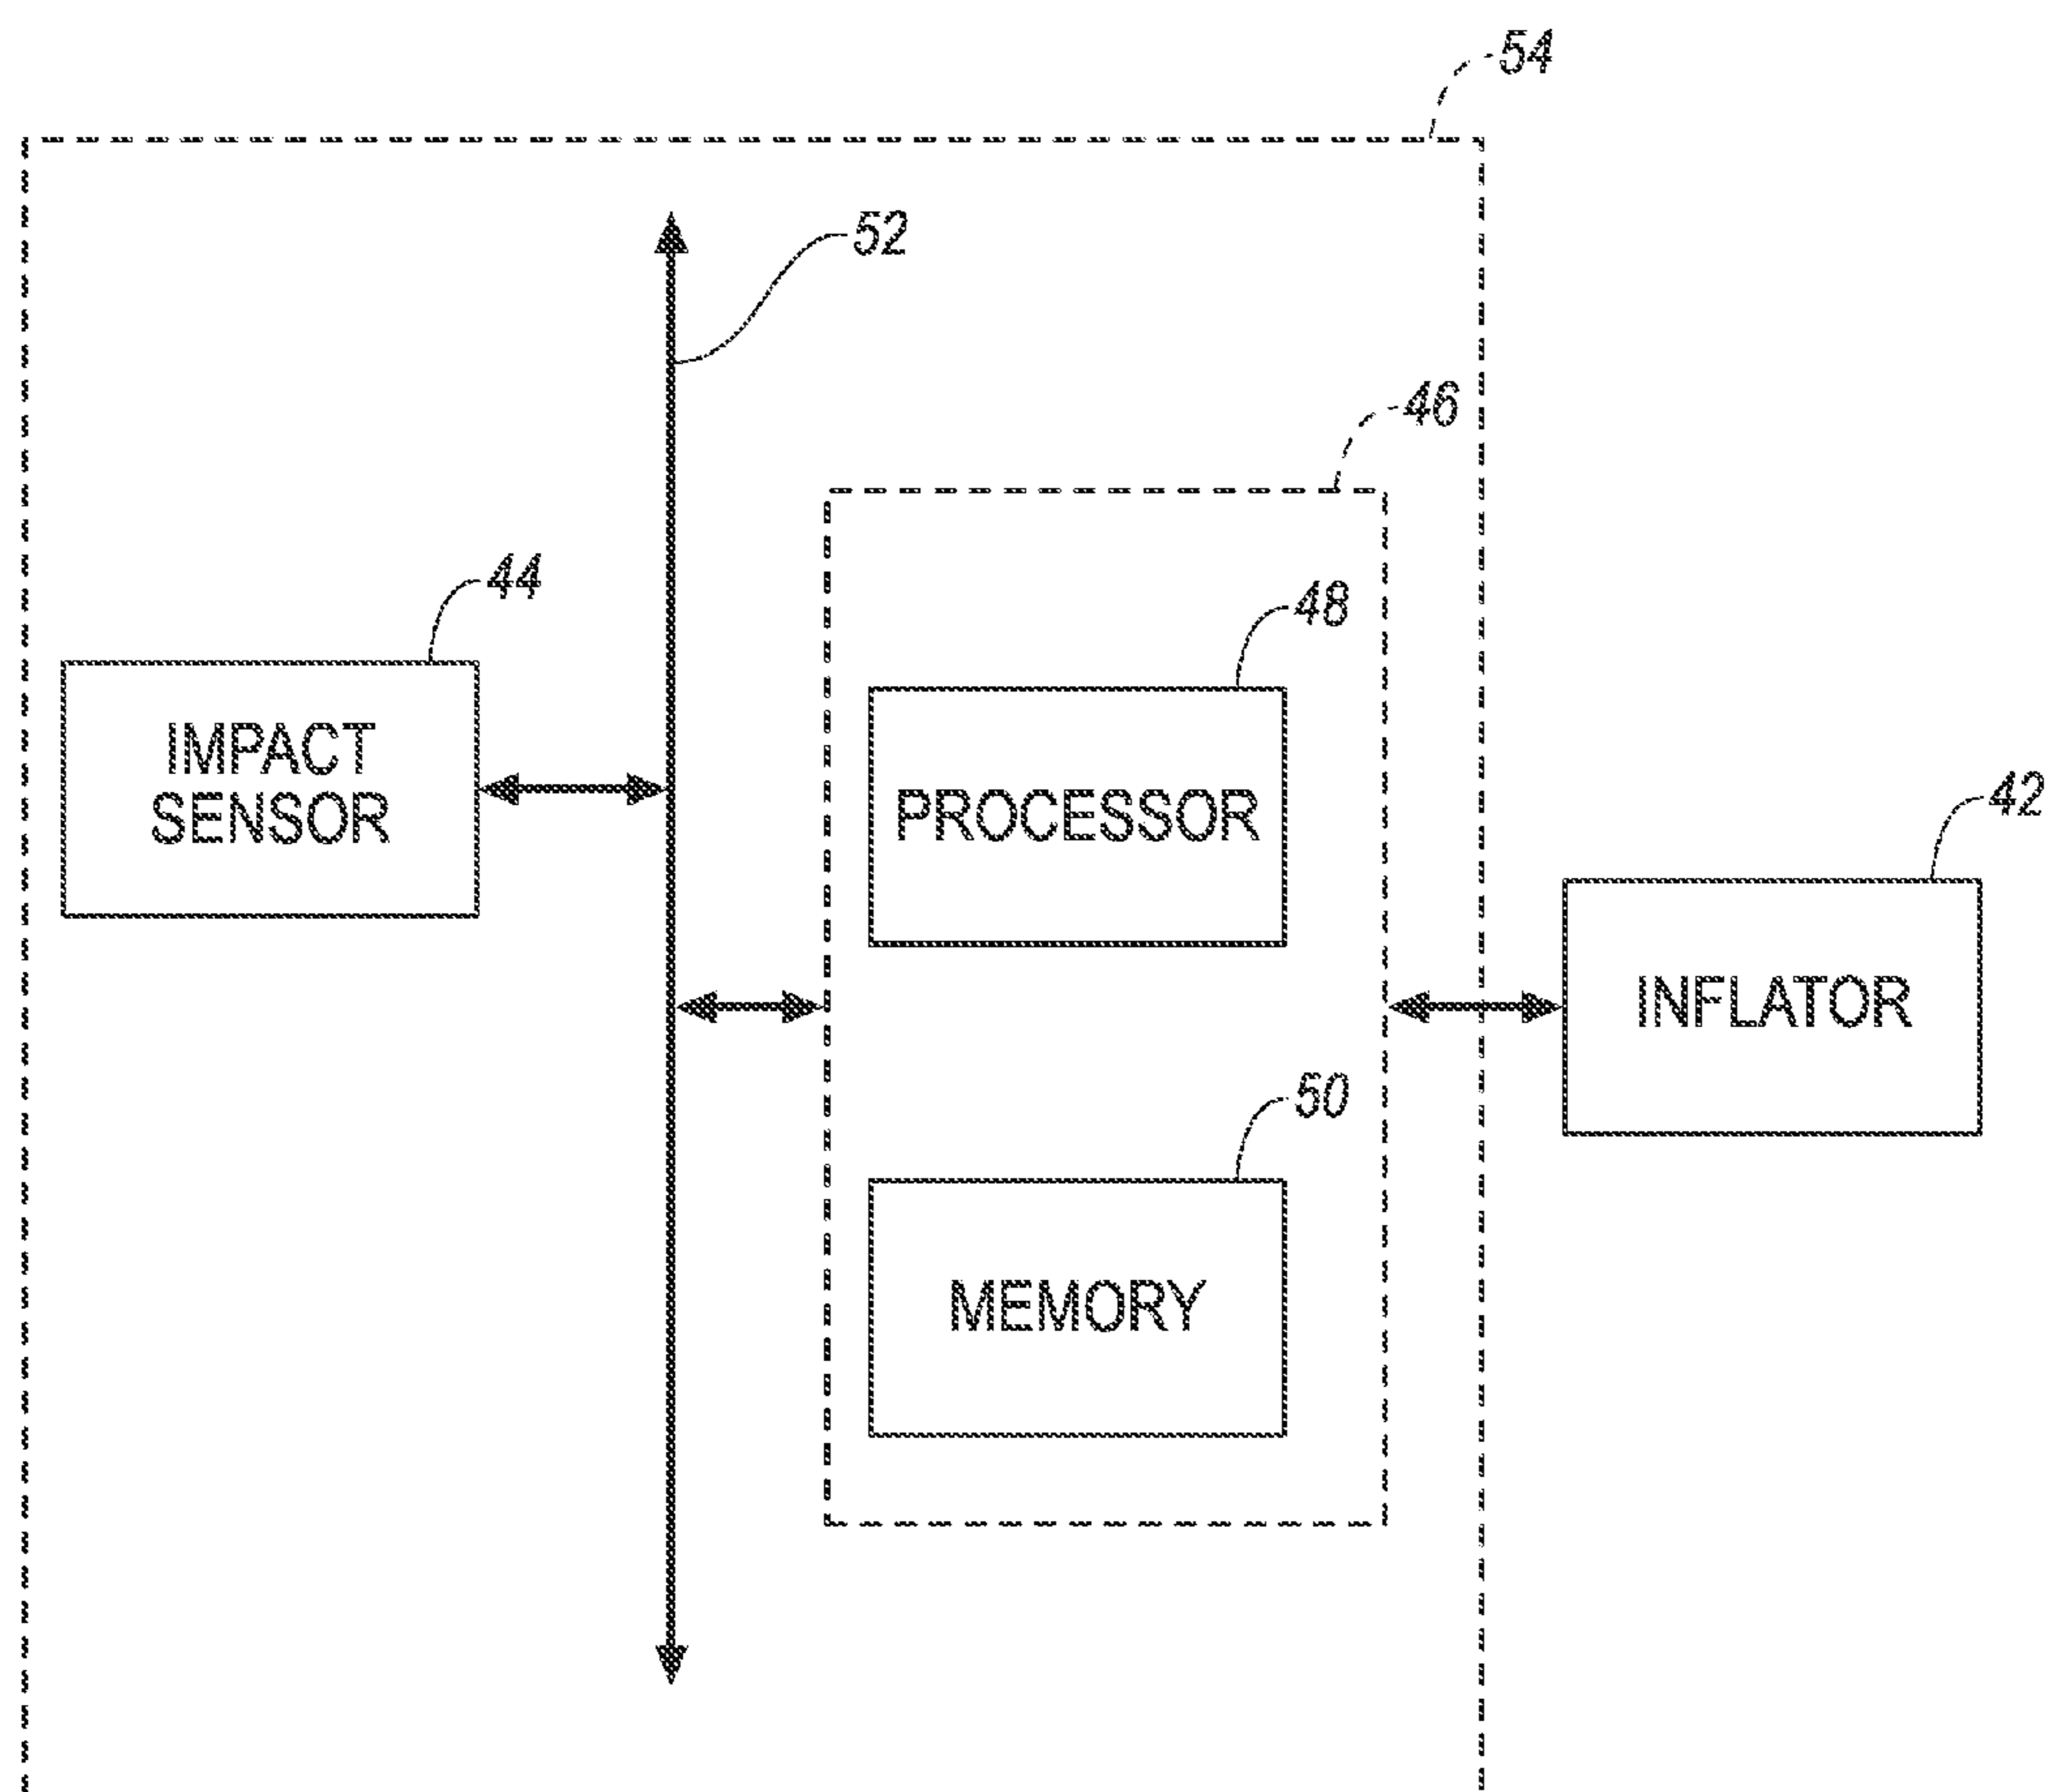 54
52
46
44
48
IMPACT
SENSOR
PROCESSOR
42
INFLATOR
50
MEMORY